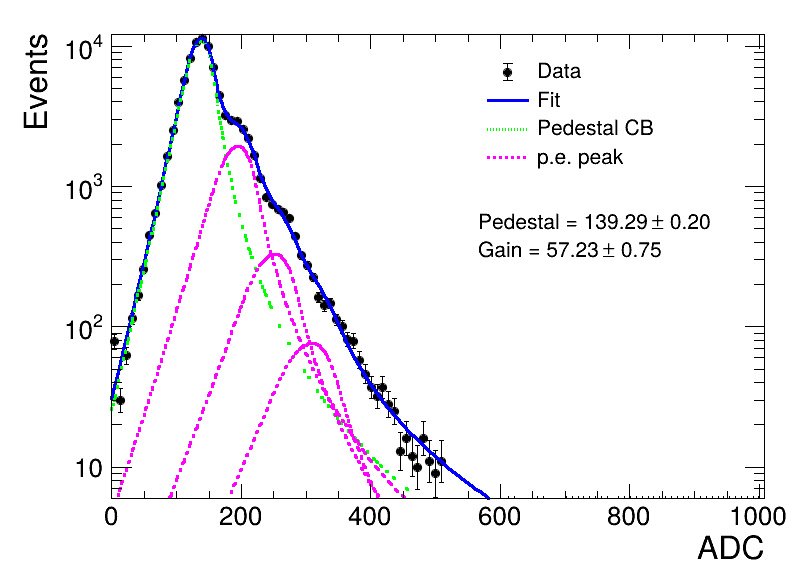 Events
10⁴
10³
10²
10
Data
Fit
Pedestal CB
p.e. peak
Pedestal = 139.29 ± 0.20
Gain = 57.23 ± 0.75
0 200 400 600 800 1000
ADC